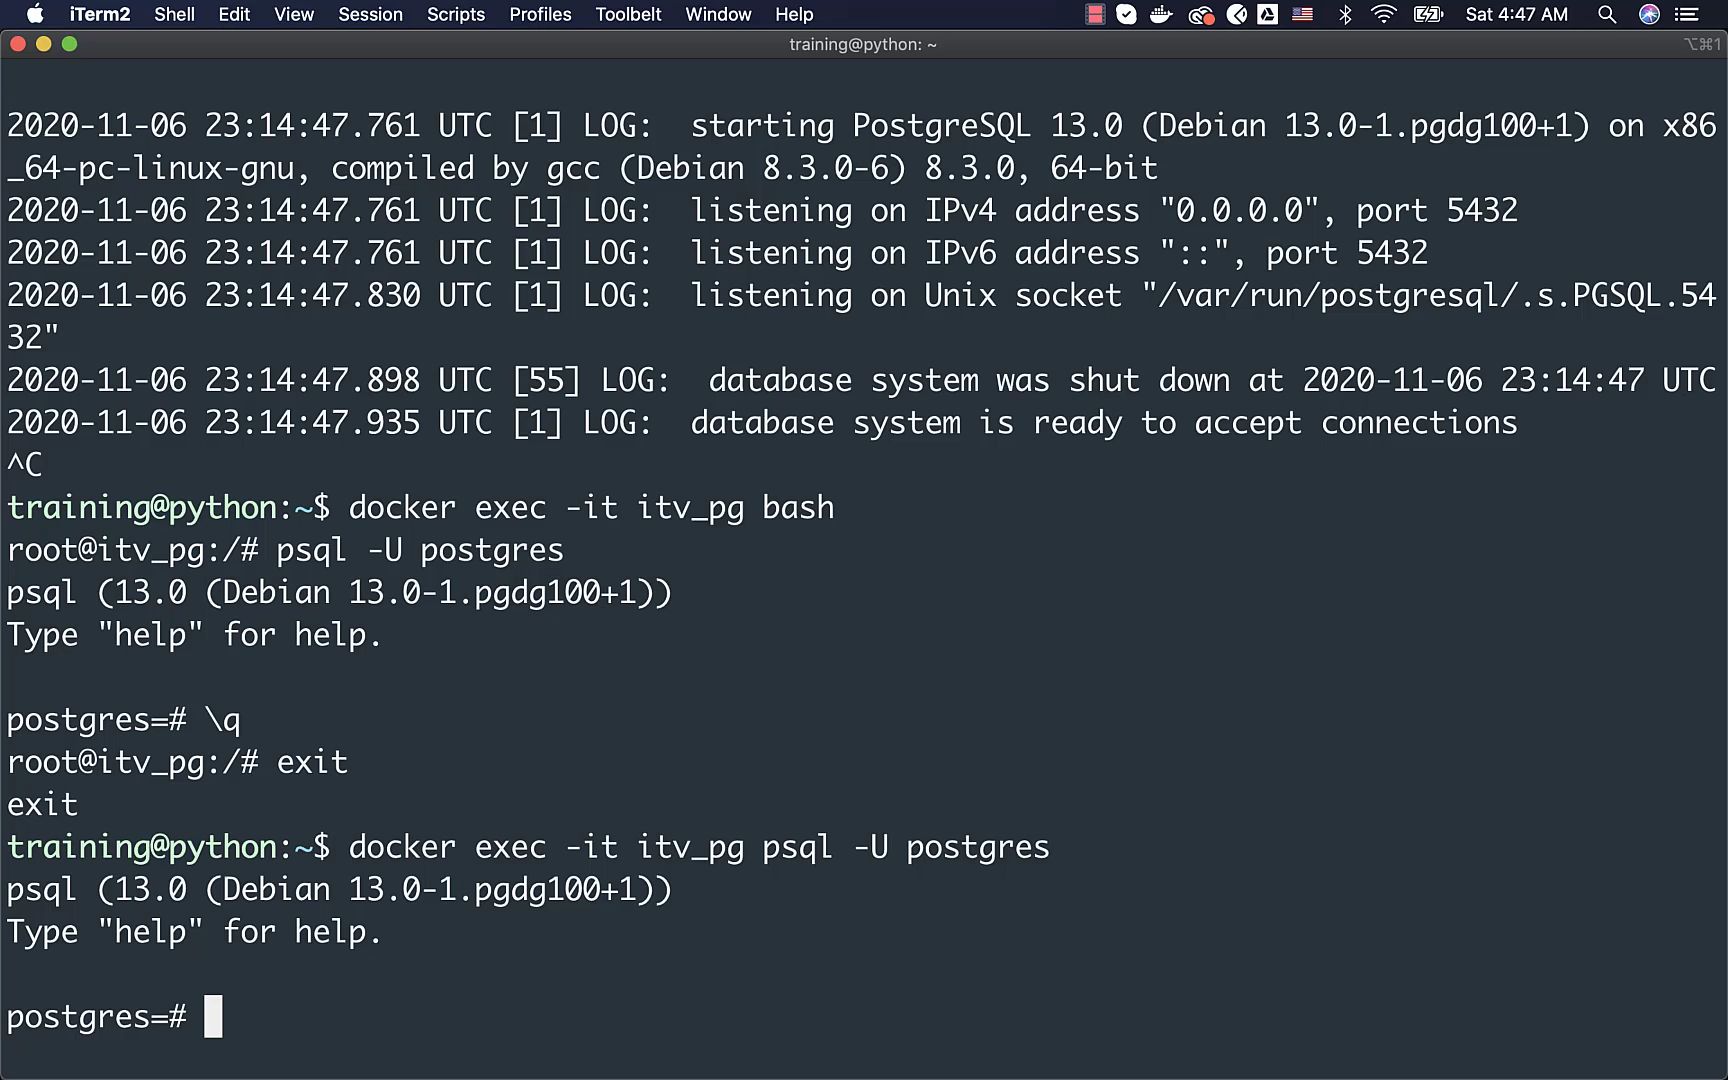 iTerm2 Shell Edit View Session Scripts Profiles Toolbelt Window Help Sat 4:47 AM
training@python: ~ ⌥⌘1
2020-11-06 23:14:47.761 UTC [1] LOG:  starting PostgreSQL 13.0 (Debian 13.0-1.pgdg100+1) on x86
_64-pc-linux-gnu, compiled by gcc (Debian 8.3.0-6) 8.3.0, 64-bit
2020-11-06 23:14:47.761 UTC [1] LOG:  listening on IPv4 address "0.0.0.0", port 5432
2020-11-06 23:14:47.761 UTC [1] LOG:  listening on IPv6 address "::", port 5432
2020-11-06 23:14:47.830 UTC [1] LOG:  listening on Unix socket "/var/run/postgresql/.s.PGSQL.54
32"
2020-11-06 23:14:47.898 UTC [55] LOG:  database system was shut down at 2020-11-06 23:14:47 UTC
2020-11-06 23:14:47.935 UTC [1] LOG:  database system is ready to accept connections
^C
training@python:~$ docker exec -it itv_pg bash
root@itv_pg:/# psql -U postgres
psql (13.0 (Debian 13.0-1.pgdg100+1))
Type "help" for help.
postgres=# \q
root@itv_pg:/# exit
exit
training@python:~$ docker exec -it itv_pg psql -U postgres
psql (13.0 (Debian 13.0-1.pgdg100+1))
Type "help" for help.
postgres=#